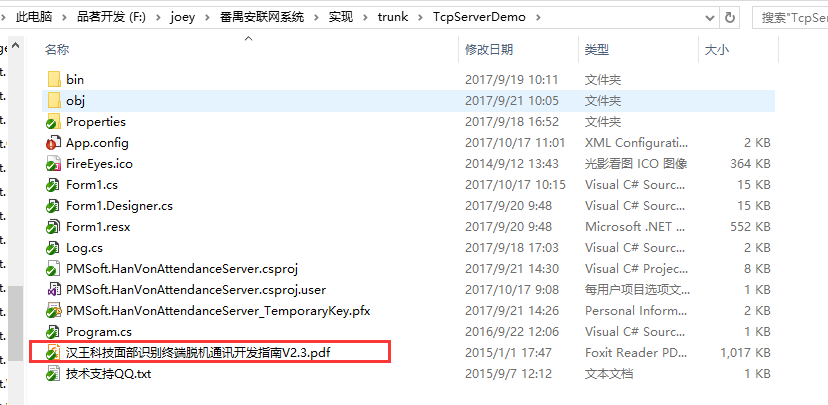 此电脑 › 品茗开发 (F:) › joey › 番禺安联网系统 › 实现 › trunk › TcpServerDemo ›
搜索"TcpServ
名称 修改日期 类型 大小
bin 2017/9/19 10:11 文件夹
obj 2017/9/21 10:05 文件夹
Properties 2017/9/18 16:52 文件夹
App.config 2017/10/17 11:01 XML Configurati... 2 KB
FireEyes.ico 2014/9/12 13:43 光影看图 ICO 图像 364 KB
Form1.cs 2017/10/17 10:15 Visual C# Sourc... 15 KB
Form1.Designer.cs 2017/9/20 9:48 Visual C# Sourc... 15 KB
Form1.resx 2017/9/20 9:48 Microsoft .NET ... 552 KB
Log.cs 2017/9/18 17:03 Visual C# Sourc... 2 KB
PMSoft.HanVonAttendanceServer.csproj 2017/9/21 14:30 Visual C# Projec... 8 KB
PMSoft.HanVonAttendanceServer.csproj.user 2017/10/17 9:08 每用户项目选项文... 1 KB
PMSoft.HanVonAttendanceServer_TemporaryKey.pfx 2017/9/21 14:26 Personal Inform... 2 KB
Program.cs 2016/9/22 12:06 Visual C# Sourc... 1 KB
汉王科技面部识别终端脱机通讯开发指南V2.3.pdf 2015/1/1 17:47 Foxit Reader PD... 1,017 KB
技术支持QQ.txt 2015/9/7 12:12 文本文档 1 KB